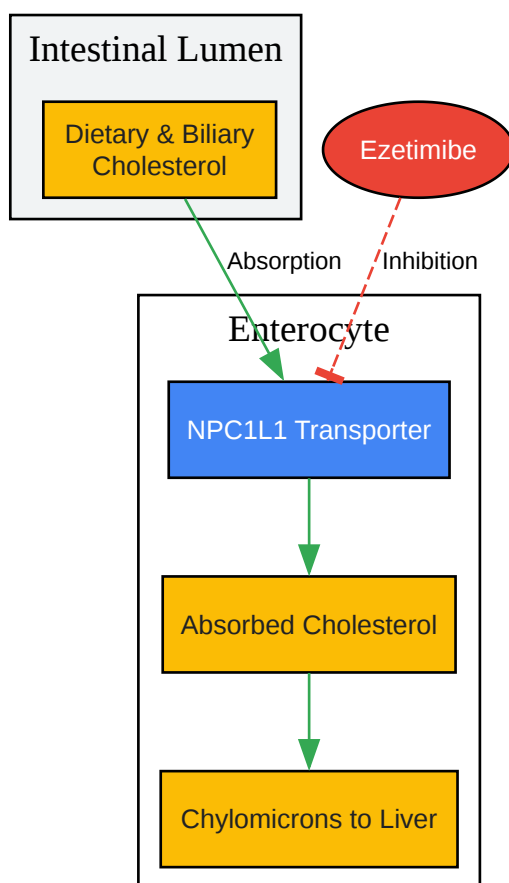 Intestinal Lumen
Dietary & Biliary
Cholesterol
Ezetimibe
Absorption
Inhibition
Enterocyte
NPC1L1 Transporter
Absorbed Cholesterol
Chylomicrons to Liver